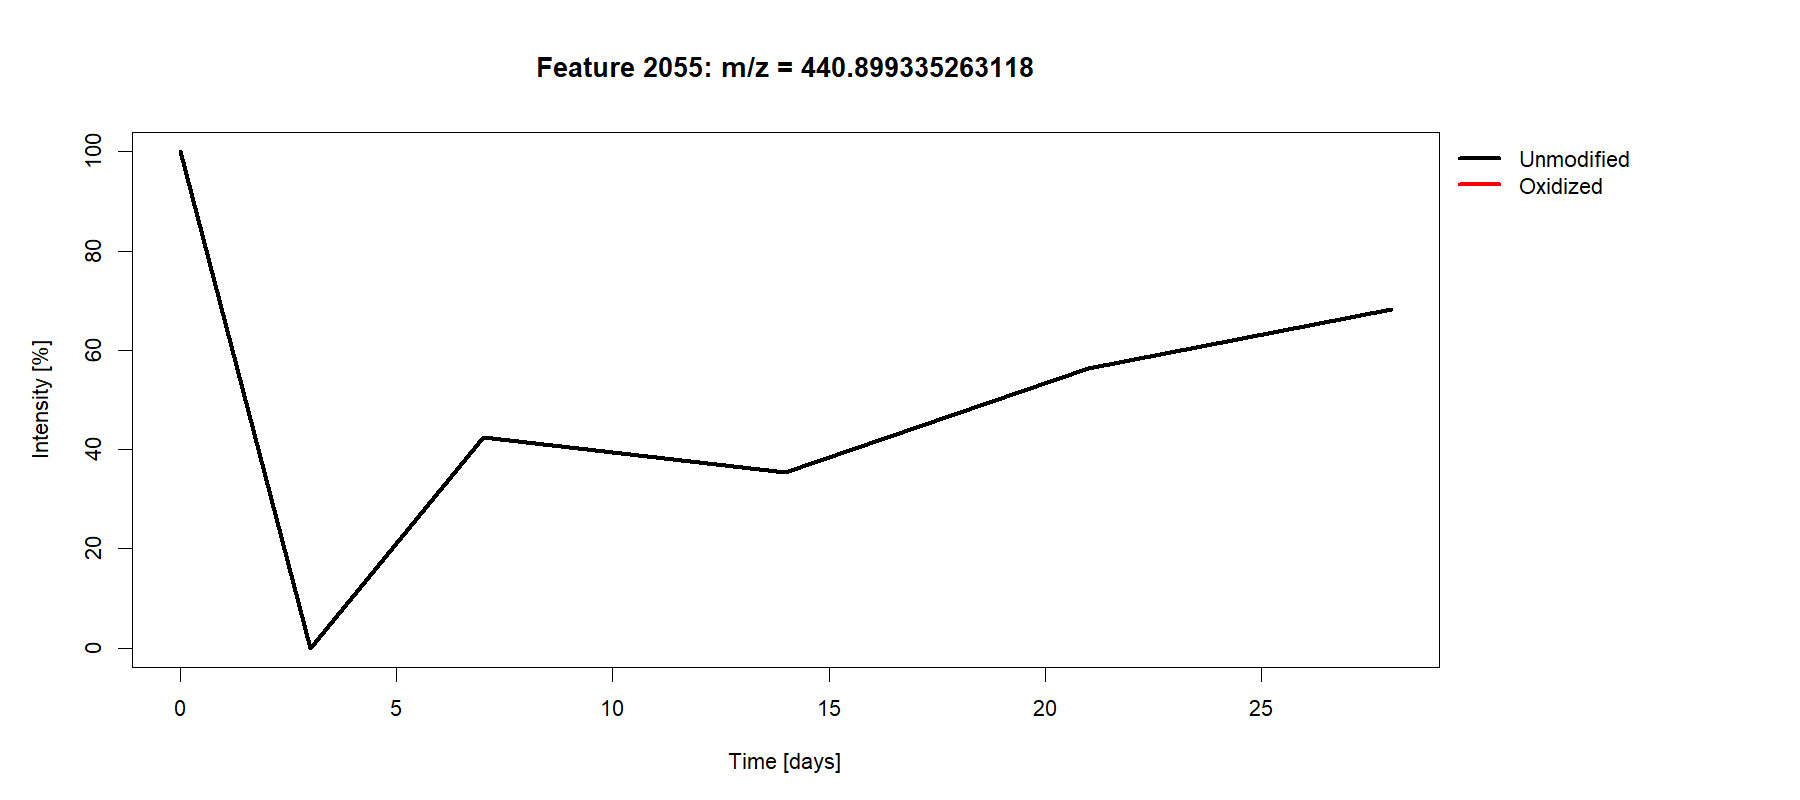 Feature 2055: m/z = 440.899335263118
Unmodified
Oxidized
Intensity [%]
100
80
60
40
20
0
0 5 10 15 20 25
Time [days]